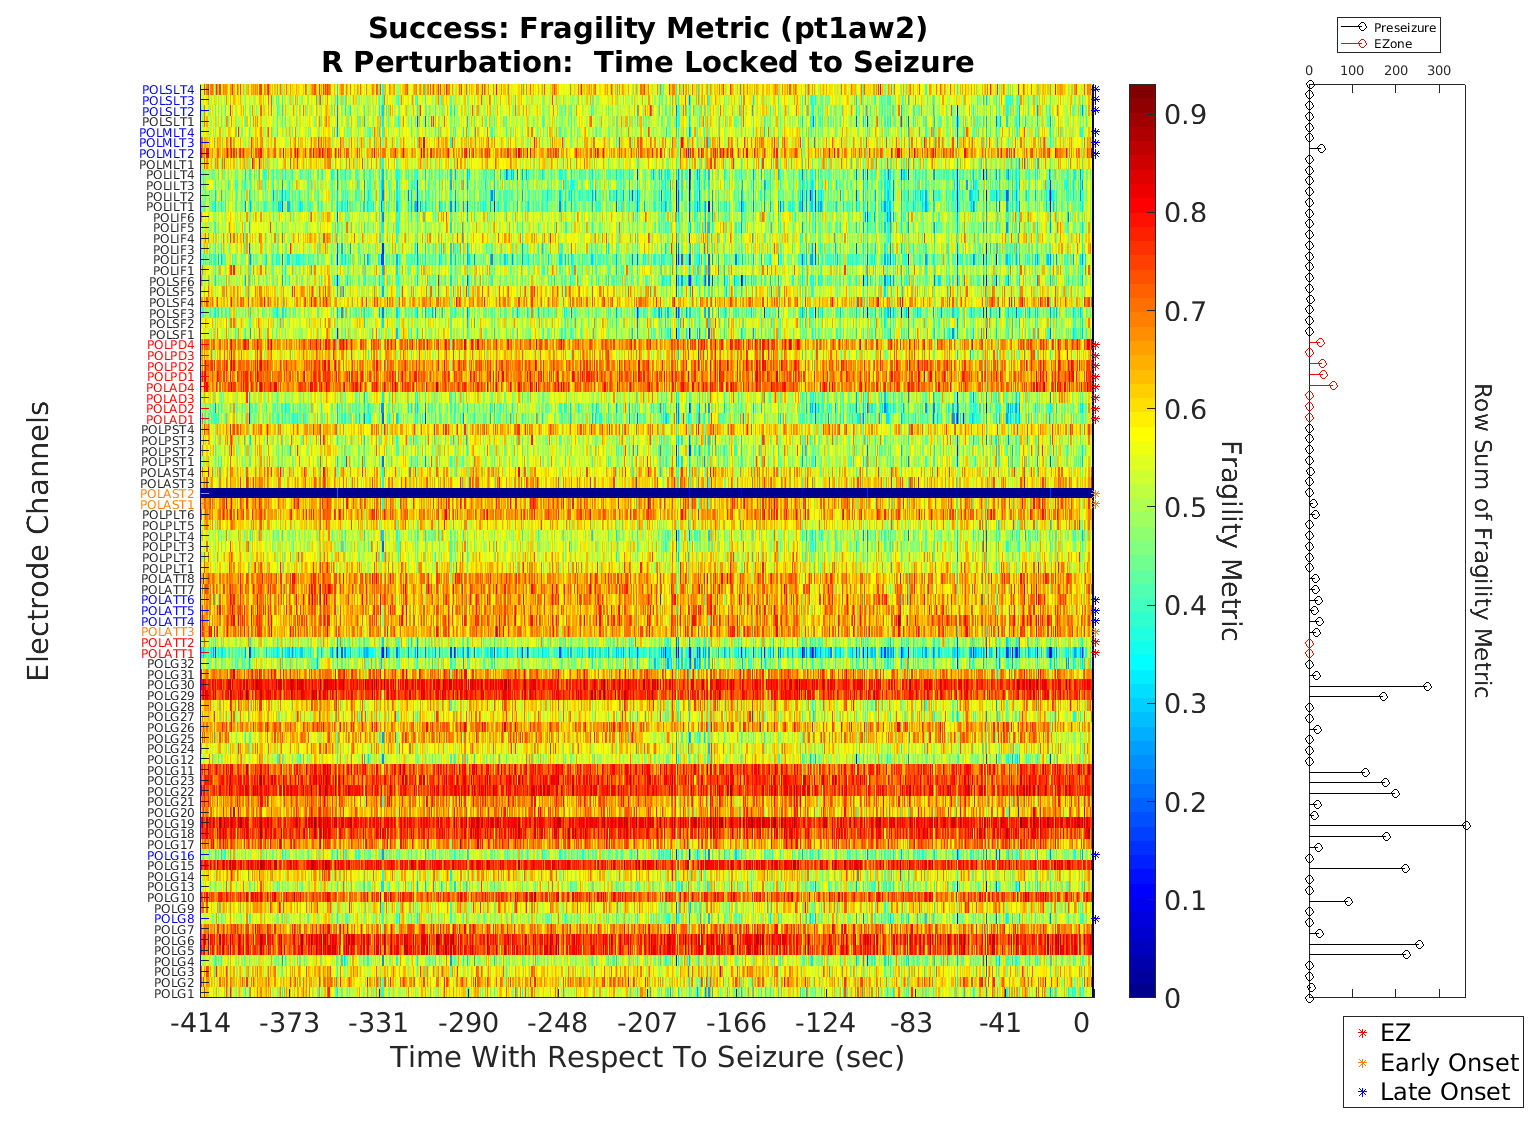 Success: Fragility Metric (pt1aw2)
R Perturbation:  Time Locked to Seizure
Preseizure
EZone
0 100 200 300
Electrode Channels
POLSLT4
POLSLT3
POLSLT2
POLSLT1
POLMLT4
POLMLT3
POLMLT2
POLMLT1
POLILT4
POLILT3
POLILT2
POLILT1
POLIF6
POLIF5
POLIF4
POLIF3
POLIF2
POLIF1
POLSF6
POLSF5
POLSF4
POLSF3
POLSF2
POLSF1
POLPD4
POLPD3
POLPD2
POLPD1
POLAD4
POLAD3
POLAD2
POLAD1
POLPST4
POLPST3
POLPST2
POLPST1
POLAST4
POLAST3
POLAST2
POLAST1
POLPLT6
POLPLT5
POLPLT4
POLPLT3
POLPLT2
POLPLT1
POLATT8
POLATT7
POLATT6
POLATT5
POLATT4
POLATT3
POLATT2
POLATT1
POLG32
POLG31
POLG30
POLG29
POLG28
POLG27
POLG26
POLG25
POLG24
POLG12
POLG11
POLG23
POLG22
POLG21
POLG20
POLG19
POLG18
POLG17
POLG16
POLG15
POLG14
POLG13
POLG10
POLG9
POLG8
POLG7
POLG6
POLG5
POLG4
POLG3
POLG2
POLG1
-414 -373 -331 -290 -248 -207 -166 -124 -83 -41 0
Time With Respect To Seizure (sec)
0.9
0.8
0.7
0.6
0.5
0.4
0.3
0.2
0.1
0
Fragility Metric
Row Sum of Fragility Metric
EZ
Early Onset
Late Onset